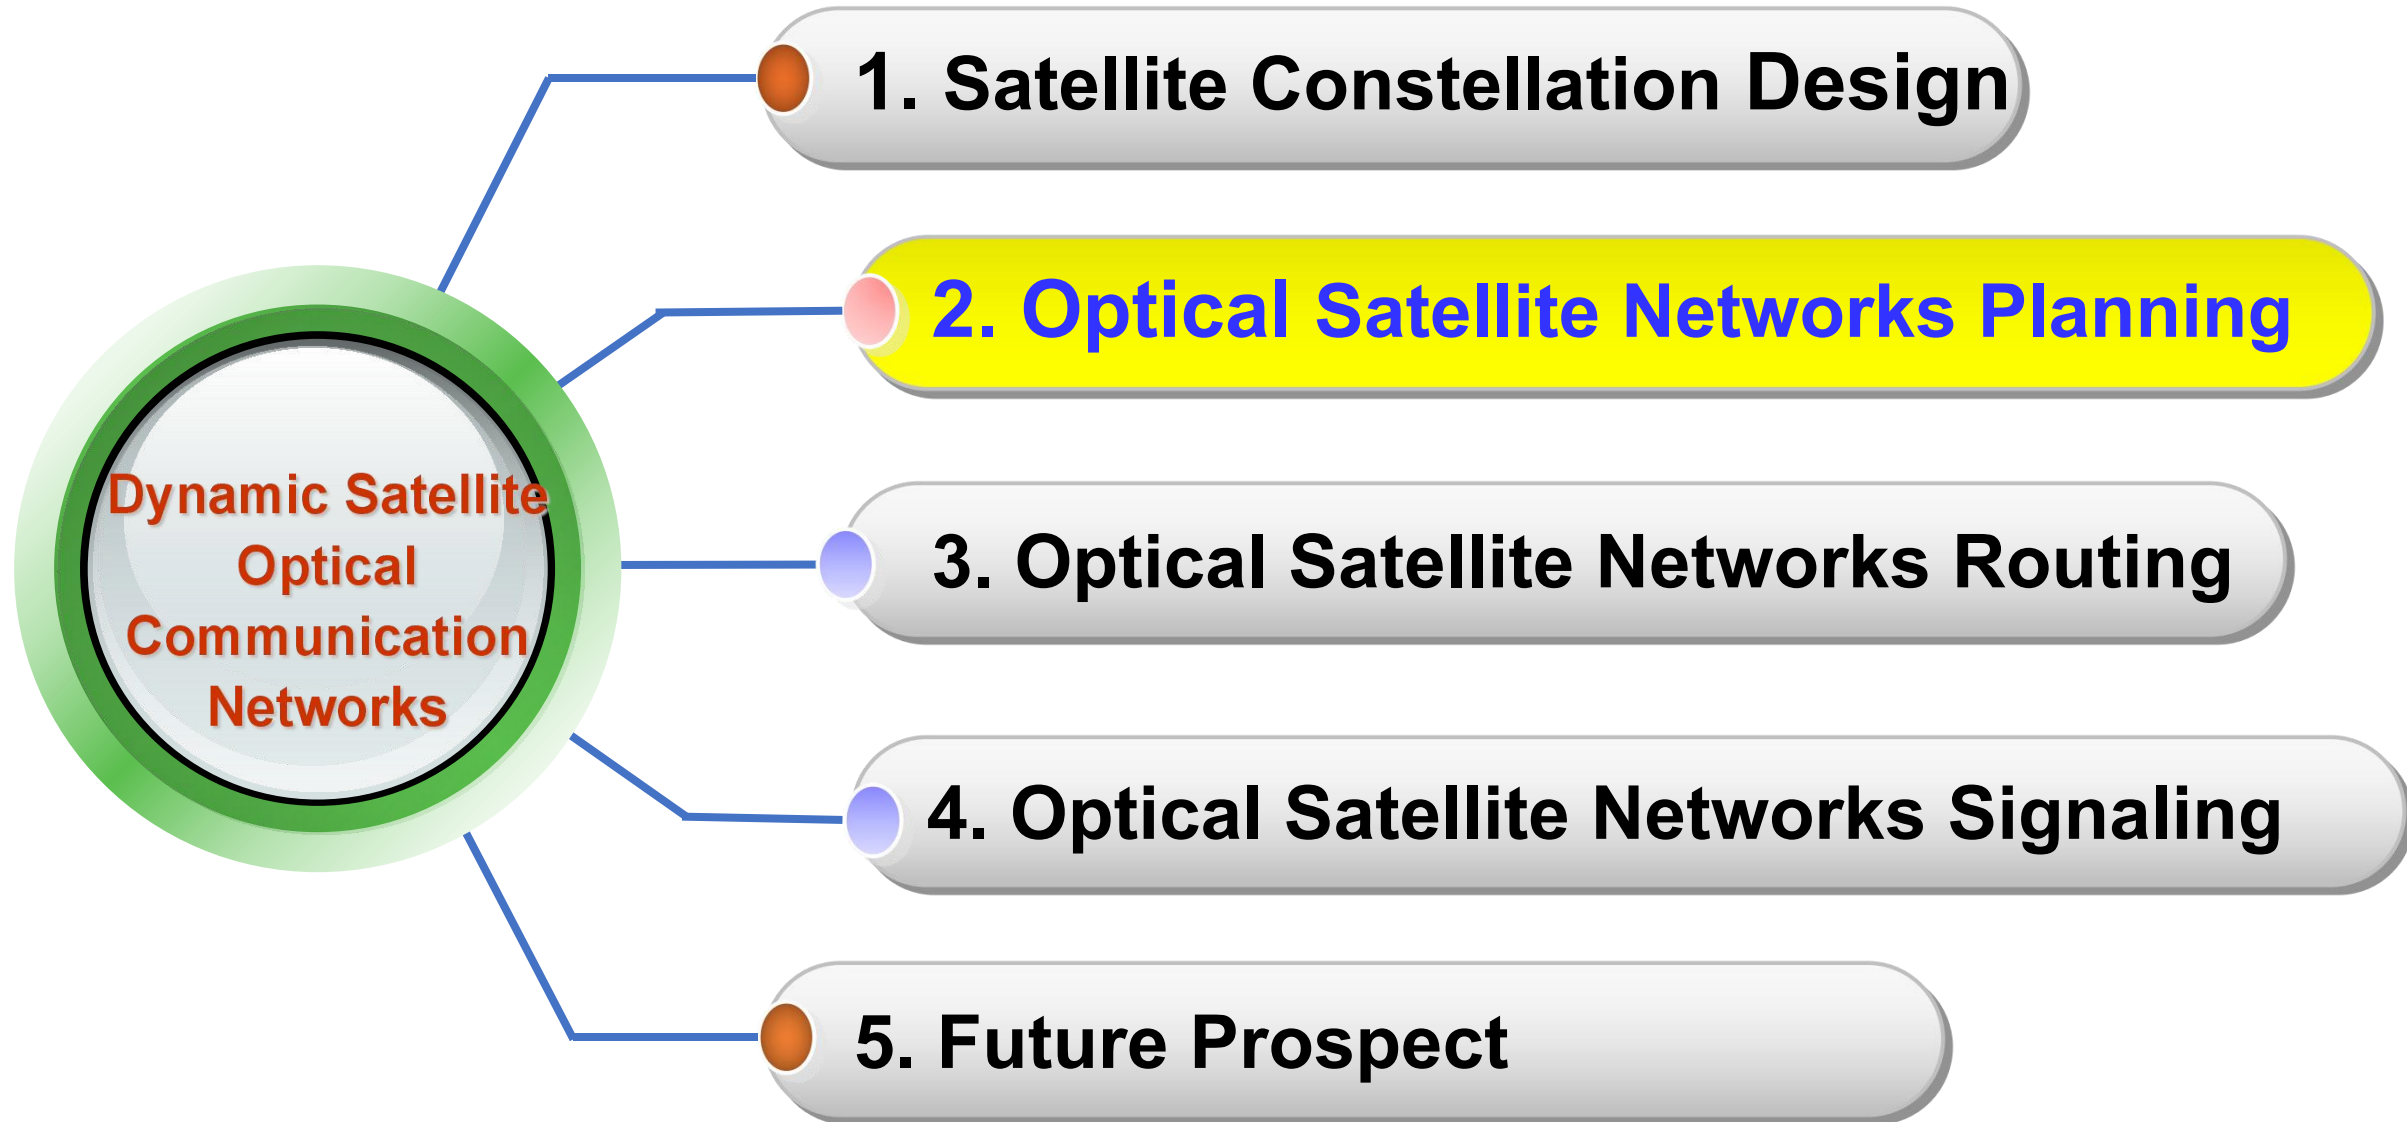 1. Satellite Constellation Design
2. Optical Satellite Networks Planning
Dynamic Satellite
Optical
Communication
Networks
3. Optical Satellite Networks Routing
4. Optical Satellite Networks Signaling
5. Future Prospect